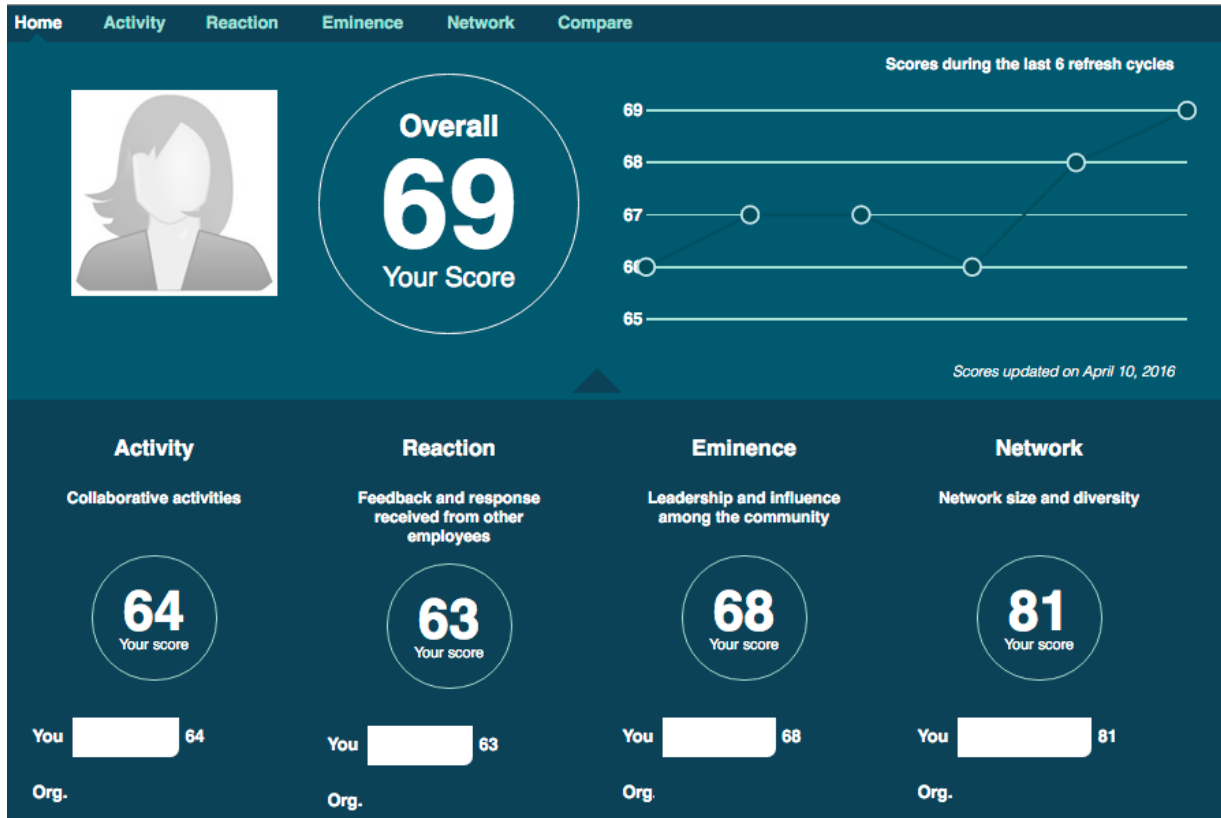 Home Activity Reaction Eminence Network Compare
Scores during the last 6 refresh cycles
Overall
69
Your Score
69
68
67
66
65
Scores updated on April 10, 2016
Activity
Collaborative activities
64
Your score
You 64
Org.
Reaction
Feedback and response
received from other
employees
63
Your score
You 63
Org.
Eminence
Leadership and influence
among the community
68
Your score
You 68
Org.
Network
Network size and diversity
81
Your score
You 81
Org.